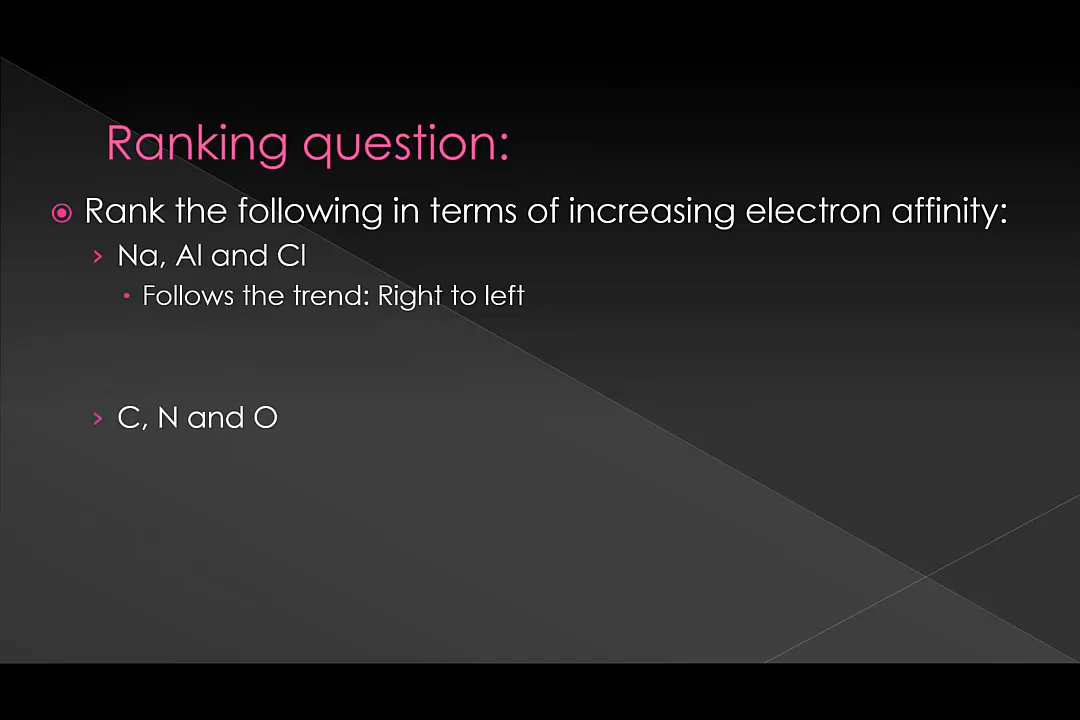 Ranking question:
Rank the following in terms of increasing electron affinity:
Na, Al and Cl
Follows the trend: Right to left
C, N and O